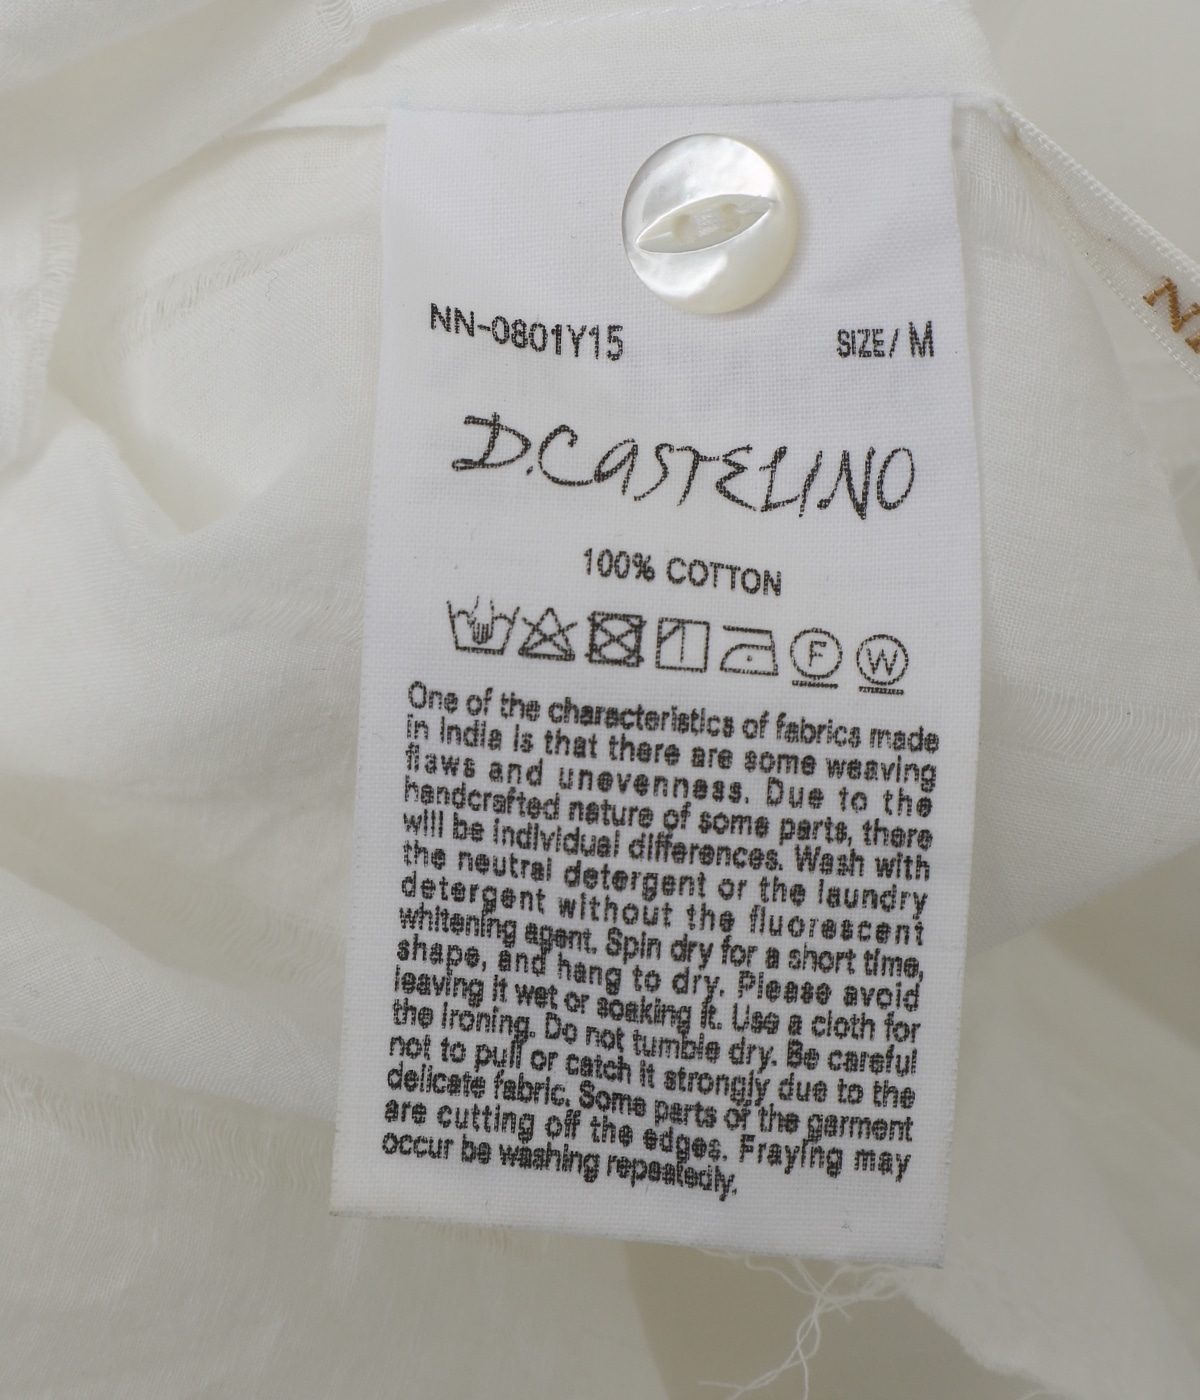 NN-0801Y15 SIZE/ M
D.CASTELINO
100% COTTON
F W
One of the characteristics of fabrics made
in India is that there are some weaving
flaws and unevenness. Due to the
handcrafted nature of some parts, there
will be individual differences. Wash with
the neutral detergent or the laundry
detergent without the fluorescent
whitening agent. Spin dry for a short time,
shape, and hang to dry. Please avoid
leaving it wet or soaking it. Use a cloth for
the ironing. Do not tumble dry. Be careful
not to pull or catch it strongly due to the
delicate fabric. Some parts of the garment
are cutting off the edges. Fraying may
occur be washing repeatedly.